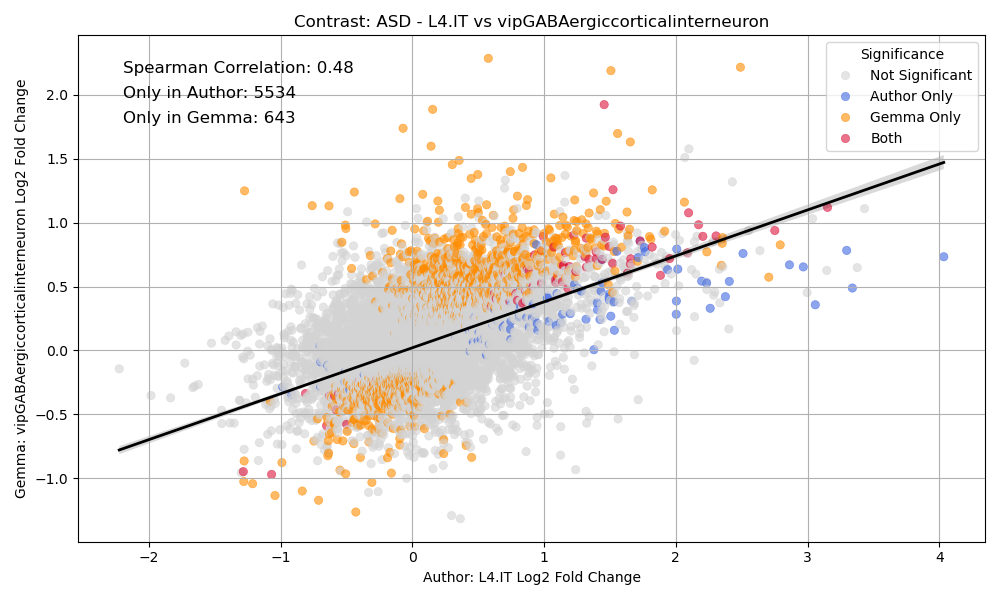 Contrast: ASD - L4.IT vs vipGABAergiccorticalinterneuron
Spearman Correlation: 0.48
Only in Author: 5534
Only in Gemma: 643
Significance
Not Significant
Author Only
Gemma Only
Both
Gemma: vipGABAergiccorticalinterneuron Log2 Fold Change
2.0
1.5
1.0
0.5
0.0
−0.5
−1.0
−2
−1
0
1
2
3
4
Author: L4.IT Log2 Fold Change